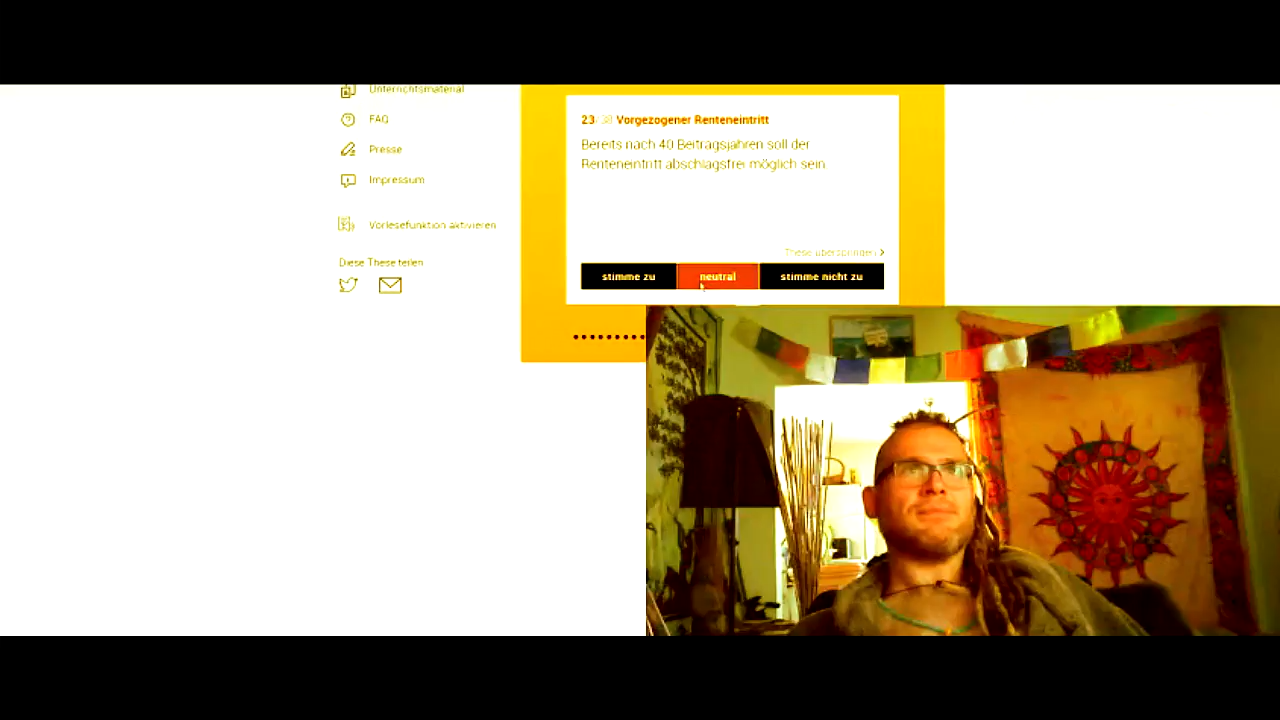 Unterrichtsmaterial
FAQ
Presse
Impressum
Vorlesefunktion aktivieren
Diese These teilen
23 38 Vorgezogener Renteneintritt
Bereits nach 40 Beitragsjahren soll der
Renteneintritt abschlagsfrei möglich sein.
These überspringen
stimme zu
neutral
stimme nicht zu